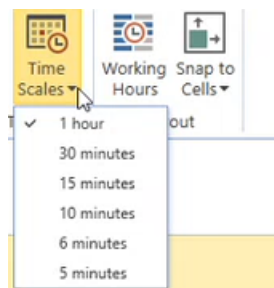 Time
Scales
Working
Hours
Snap to
Cells
out
1 hour
30 minutes
15 minutes
10 minutes
6 minutes
5 minutes